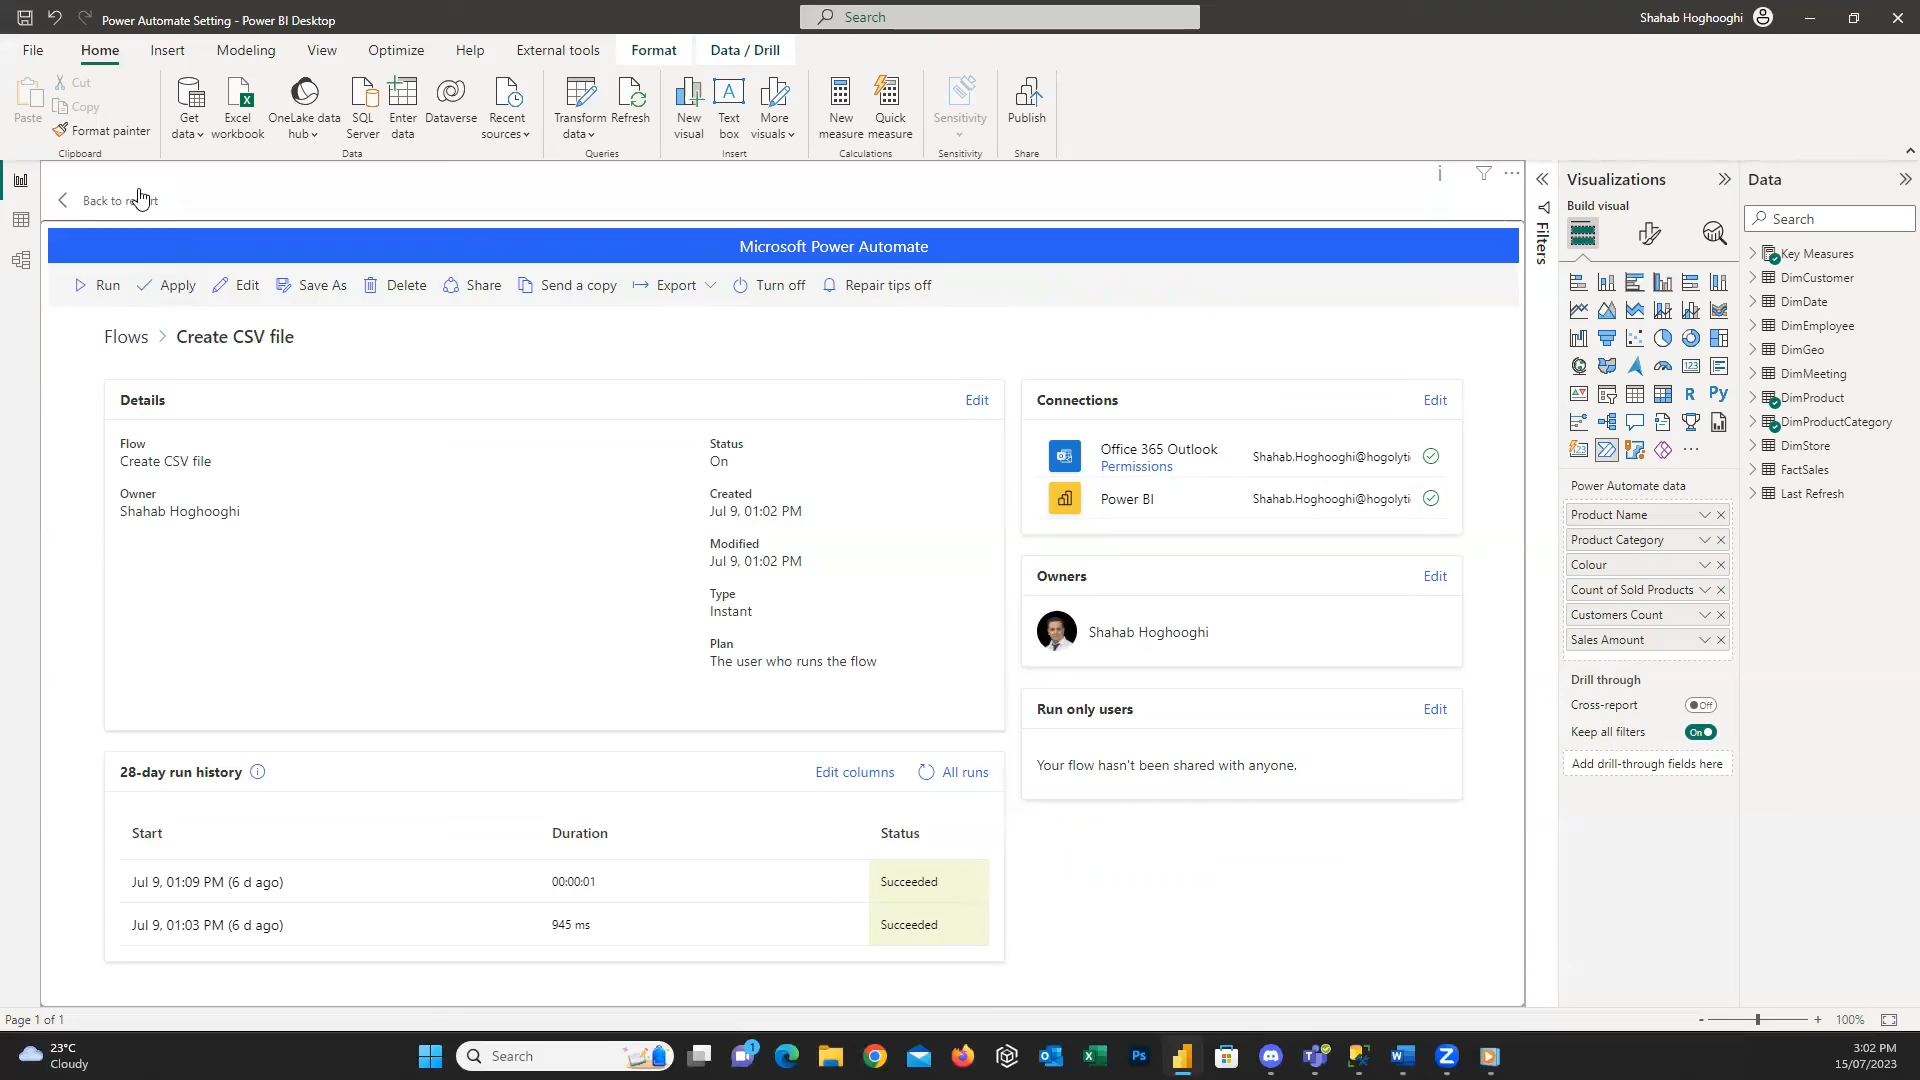 Power Automate Setting - Power BI Desktop
Search
Shahab Hoghooghi
File
Home
Insert
Modeling
View
Optimize
Help
External tools
Format
Data / Drill
Paste
Cut
Copy
Format painter
Clipboard
Get data
Excel workbook
OneLake data hub
SQL Server
Enter data
Dataverse
Recent sources
Data
Transform data
Refresh
Queries
New visual
Text box
More visuals
Insert
New measure
Quick measure
Calculations
Sensitivity
Sensitivity
Publish
Share
Back to
Microsoft Power Automate
Run
Apply
Edit
Save As
Delete
Share
Send a copy
Export
Turn off
Repair tips off
Flows > Create CSV file
Details
Edit
Flow
Create CSV file
Owner
Shahab Hoghooghi
Status
On
Created
Jul 9, 01:02 PM
Modified
Jul 9, 01:02 PM
Type
Instant
Plan
The user who runs the flow
28-day run history
Edit columns
All runs
Start
Duration
Status
Jul 9, 01:09 PM (6 d ago)
00:00:01
Succeeded
Jul 9, 01:03 PM (6 d ago)
945 ms
Succeeded
Connections
Edit
Office 365 Outlook
Permissions
Shahab.Hoghooghi@hogolyti
Power BI
Shahab.Hoghooghi@hogolyti
Owners
Edit
Shahab Hoghooghi
Run only users
Edit
Your flow hasn't been shared with anyone.
Filters
Visualizations
Build visual
R
Py
123
Power Automate data
Product Name
Product Category
Colour
Count of Sold Products
Customers Count
Sales Amount
Drill through
Cross-report
Off
Keep all filters
On
Add drill-through fields here
Data
Search
Key Measures
DimCustomer
DimDate
DimEmployee
DimGeo
DimMeeting
DimProduct
DimProductCategory
DimStore
FactSales
Last Refresh
Page 1 of 1
100%
23°C
Cloudy
Search
1
Ps
3:02 PM
15/07/2023